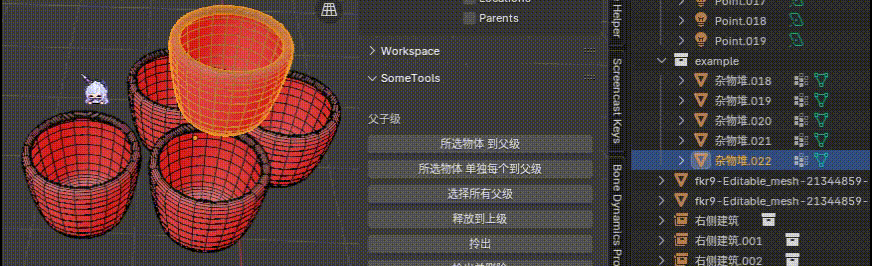 Locations
Parents
Workspace
SomeTools
父子级
所选物体 到父级
所选物体 单独每个到父级
选择所有父级
释放到上级
拎出
Helper
Screencast Keys
Bone Dynamics Pro
Point.017
Point.018
Point.019
example
杂物堆.018
杂物堆.019
杂物堆.020
杂物堆.021
杂物堆.022
fkr9-Editable_mesh-21344859-
fkr9-Editable_mesh-21344859-
右侧建筑
右侧建筑.001
右侧建筑.002